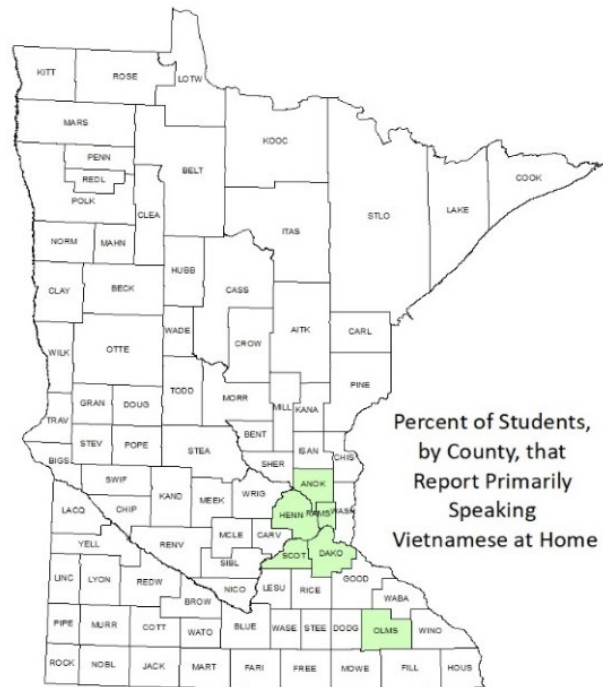 KITT
ROSE
LOTW
MARS
KOOC
PENN
BELT
REDL
COOK
POLK
CLEA
STLO
LAKE
ITAS
NORM
MAHN
HUBB
CASS
CLAY
BECK
AITK
WADE
CARL
CROW
WILK
OTTE
PINE
TODD
MORR
MILL
KANA
GRAN
DOUG
TRAV
BENT
Percent of Students,
by County, that
Report Primarily
Speaking
Vietnamese at Home
STEV
POPE
STEA
ISAN
CHIS
BIGS
SHER
SWIF
ANOK
KAND
WRIG
MEEK
LACQ
CHIP
HENN
RAMS
WASH
MCLE
CARV
YELL
RENV
DAKO
SCOT
SIBL
LINC
LYON
REDW
NICO
LESU
RICE
GOOD
WABA
BROW
PIPE
MURR
COTT
WATO
BLUE
WASE
STEE
DODG
OLMS
WINO
ROCK
NOBL
JACK
MART
FARI
FREE
MOWE
FILL
HOUS